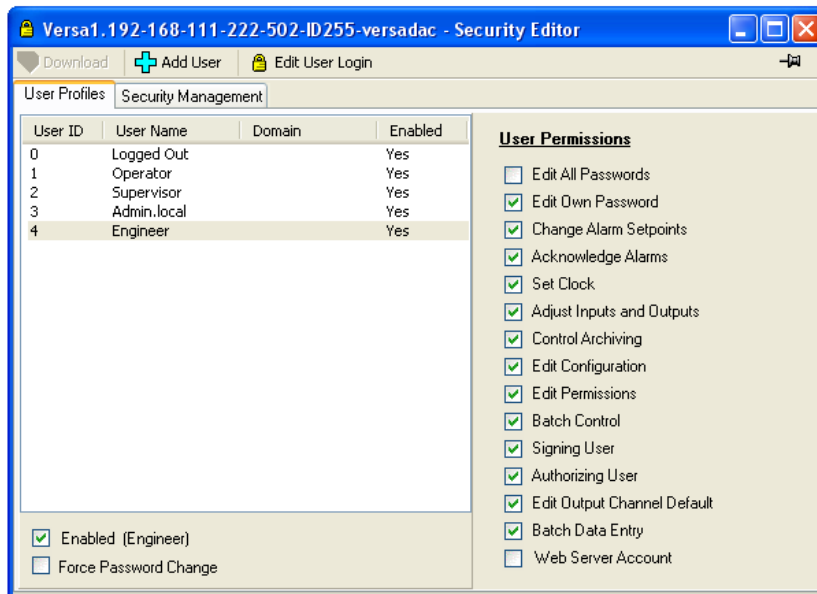 Versa1.192-168-111-222-502-ID255-versadac - Security Editor
Download Add User Edit User Login
User Profiles Security Management
User ID User Name Domain Enabled
0 Logged Out Yes
1 Operator Yes
2 Supervisor Yes
3 Admin.local Yes
4 Engineer Yes
Enabled (Engineer)
Force Password Change
User Permissions
Edit All Passwords
Edit Own Password
Change Alarm Setpoints
Acknowledge Alarms
Set Clock
Adjust Inputs and Outputs
Control Archiving
Edit Configuration
Edit Permissions
Batch Control
Signing User
Authorizing User
Edit Output Channel Default
Batch Data Entry
Web Server Account